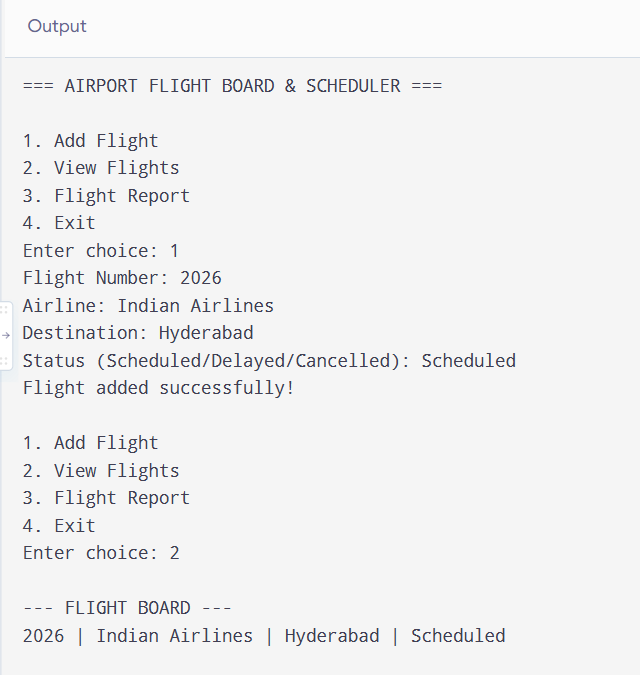 Output
=== AIRPORT FLIGHT BOARD & SCHEDULER ===
1. Add Flight
2. View Flights
3. Flight Report
4. Exit
Enter choice: 1
Flight Number: 2026
Airline: Indian Airlines
Destination: Hyderabad
Status (Scheduled/Delayed/Cancelled): Scheduled
Flight added successfully!
1. Add Flight
2. View Flights
3. Flight Report
4. Exit
Enter choice: 2
--- FLIGHT BOARD ---
2026 | Indian Airlines | Hyderabad | Scheduled